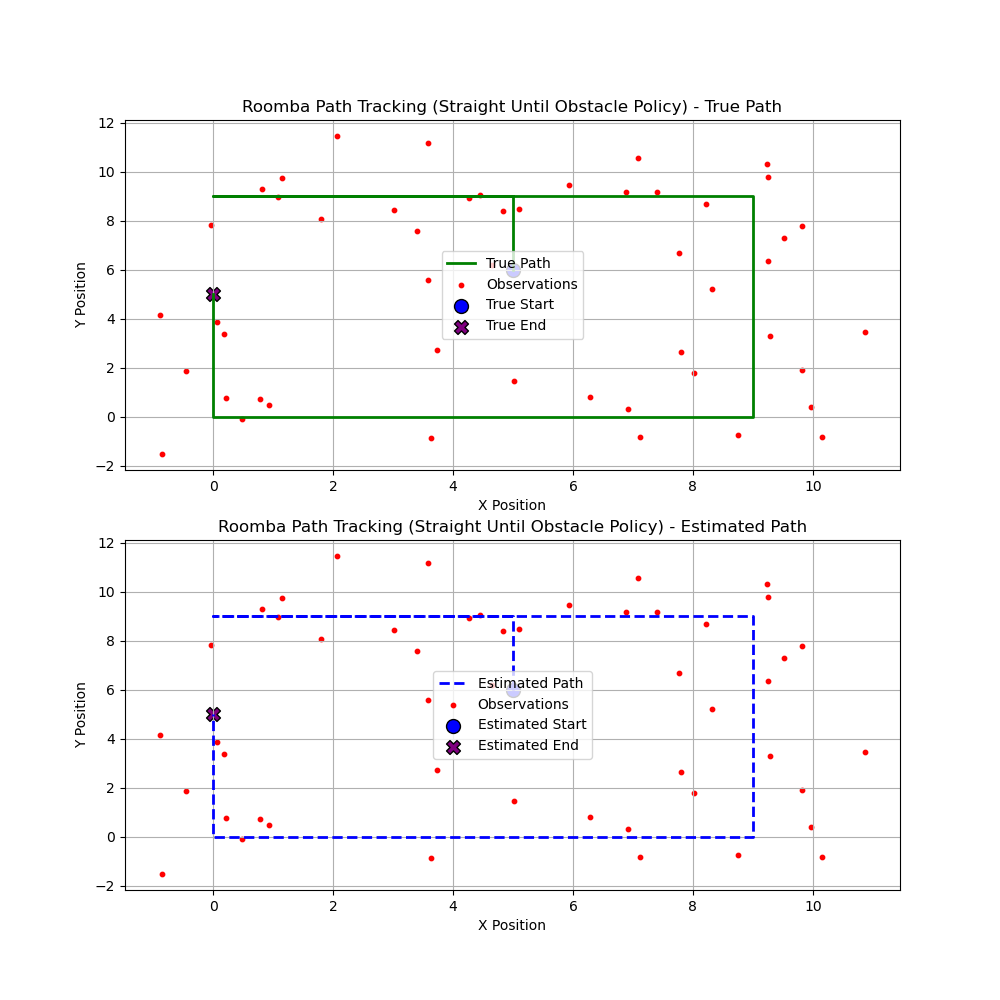 Roomba Path Tracking (Straight Until Obstacle Policy) - True Path
12
10
8
6
4
2
0
−2
Y Position
True Path
Observations
True Start
True End
0 2 4 6 8 10
X Position
Roomba Path Tracking (Straight Until Obstacle Policy) - Estimated Path
12
10
8
6
4
2
0
−2
Y Position
Estimated Path
Observations
Estimated Start
Estimated End
0 2 4 6 8 10
X Position